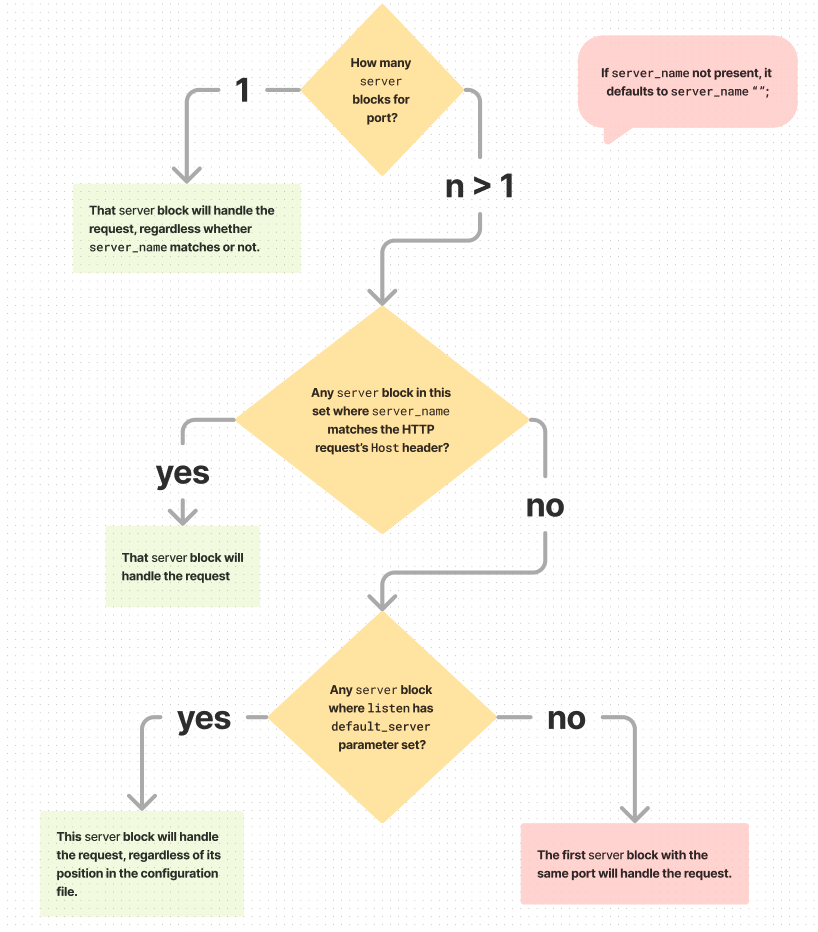 How many
server
blocks for
port?
If server_name not present, it
defaults to server_name “”;
1
n > 1
That server block will handle the
request, regardless whether
server_name matches or not.
Any server block in this
set where server_name
matches the HTTP
request’s Host header?
yes
no
That server block will
handle the request
Any server block
where listen has
default_server
parameter set?
yes
no
This server block will handle
the request, regardless of its
position in the configuration
file.
The first server block with the
same port will handle the request.